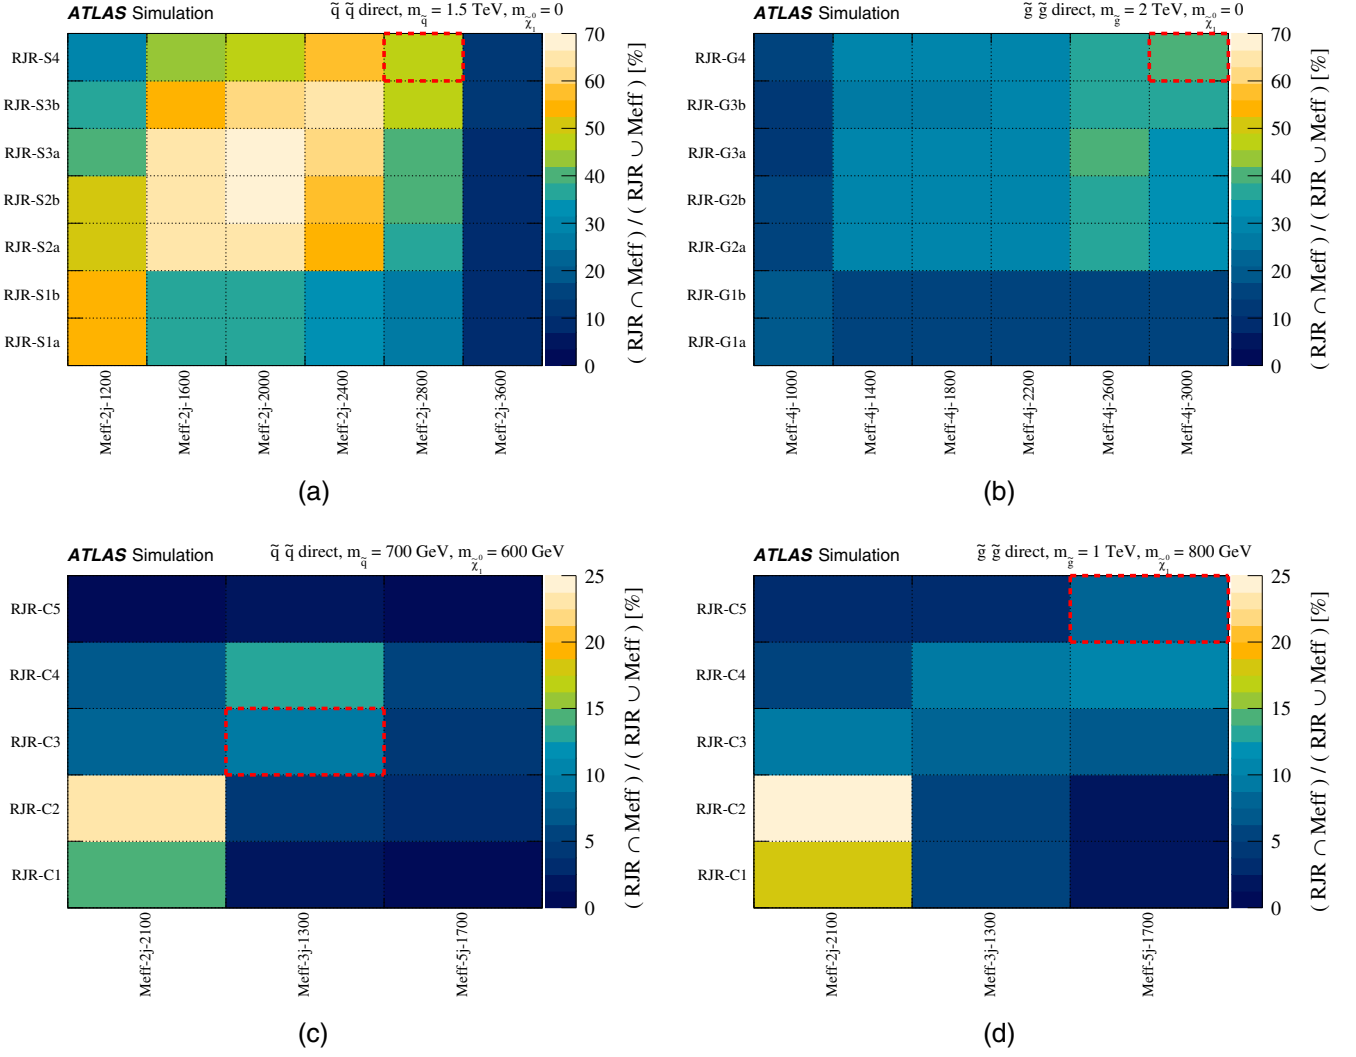 ATLAS Simulation
q̃ q̃ direct, m_q̃ = 1.5 TeV, m_χ̃₁⁰ = 0
RJR-S4
RJR-S3b
RJR-S3a
RJR-S2b
RJR-S2a
RJR-S1b
RJR-S1a
Meff-2j-1200
Meff-2j-1600
Meff-2j-2000
Meff-2j-2400
Meff-2j-2800
Meff-2j-3600
70
60
50
40
30
20
10
0
( RJR ∩ Meff ) / ( RJR ∪ Meff ) [%]
(a)
ATLAS Simulation
g̃ g̃ direct, m_g̃ = 2 TeV, m_χ̃₁⁰ = 0
RJR-G4
RJR-G3b
RJR-G3a
RJR-G2b
RJR-G2a
RJR-G1b
RJR-G1a
Meff-4j-1000
Meff-4j-1400
Meff-4j-1800
Meff-4j-2200
Meff-4j-2600
Meff-4j-3000
70
60
50
40
30
20
10
0
( RJR ∩ Meff ) / ( RJR ∪ Meff ) [%]
(b)
ATLAS Simulation
q̃ q̃ direct, m_q̃ = 700 GeV, m_χ̃₁⁰ = 600 GeV
RJR-C5
RJR-C4
RJR-C3
RJR-C2
RJR-C1
Meff-2j-2100
Meff-3j-1300
Meff-5j-1700
25
20
15
10
5
0
( RJR ∩ Meff ) / ( RJR ∪ Meff ) [%]
(c)
ATLAS Simulation
g̃ g̃ direct, m_g̃ = 1 TeV, m_χ̃₁⁰ = 800 GeV
RJR-C5
RJR-C4
RJR-C3
RJR-C2
RJR-C1
Meff-2j-2100
Meff-3j-1300
Meff-5j-1700
25
20
15
10
5
0
( RJR ∩ Meff ) / ( RJR ∪ Meff ) [%]
(d)